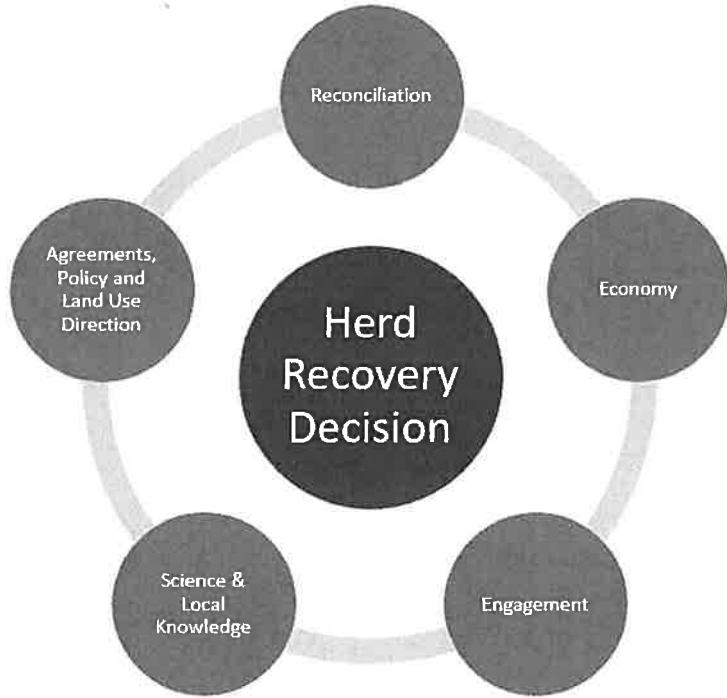 Reconciliation
Economy
Engagement
Science &
Local
Knowledge
Agreements,
Policy and
Land Use
Direction
Herd
Recovery
Decision